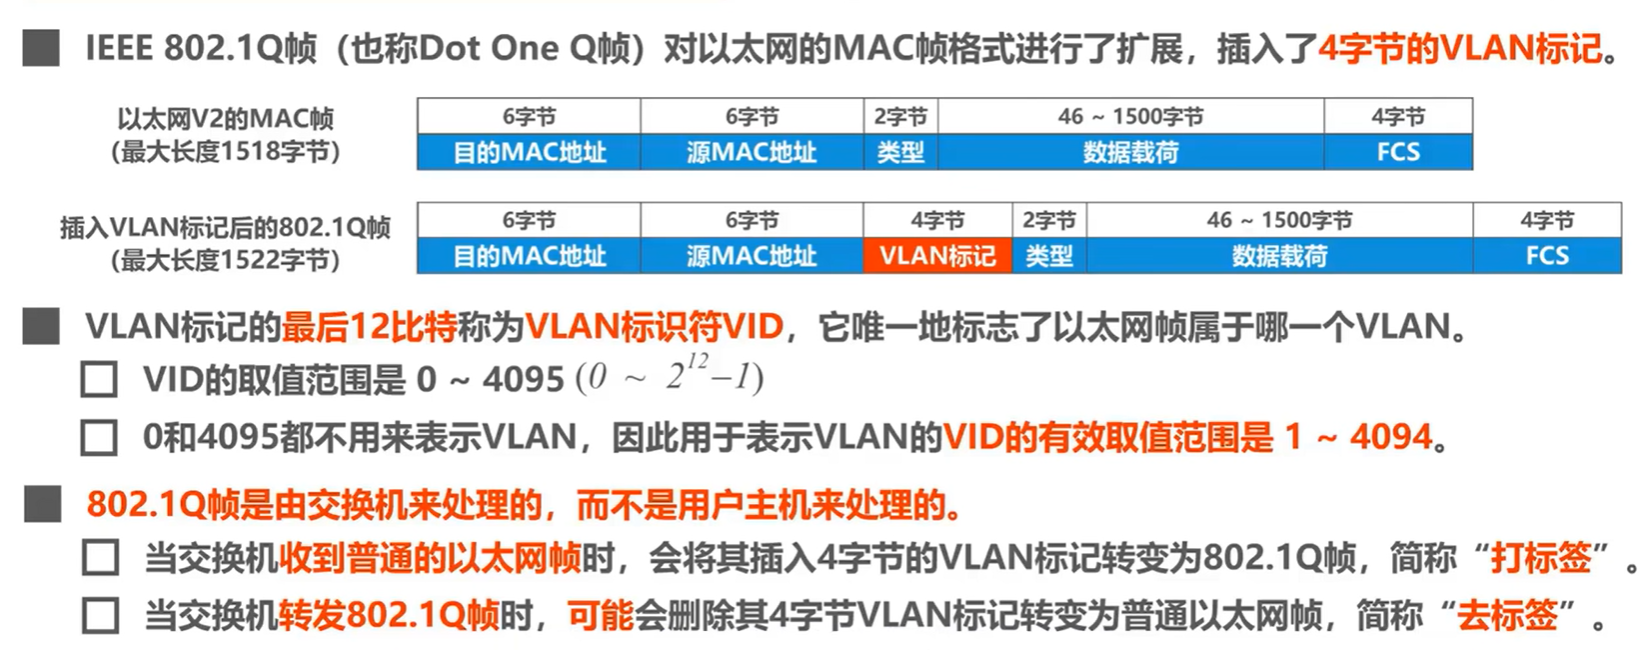 IEEE 802.1Q帧（也称Dot One Q帧）对以太网的MAC帧格式进行了扩展，插入了4字节的VLAN标记。
以太网V2的MAC帧
（最大长度1518字节）
6字节 6字节 2字节 46 ~ 1500字节 4字节
目的MAC地址 源MAC地址 类型 数据载荷 FCS
插入VLAN标记后的802.1Q帧
（最大长度1522字节）
6字节 6字节 4字节 2字节 46 ~ 1500字节 4字节
目的MAC地址 源MAC地址 VLAN标记 类型 数据载荷 FCS
VLAN标记的最后12比特称为VLAN标识符VID，它唯一地标志了以太网帧属于哪一个VLAN。
VID的取值范围是 0 ~ 4095 (0 ~ 2^12−1)
0和4095都不用来表示VLAN，因此用于表示VLAN的VID的有效取值范围是 1 ~ 4094。
802.1Q帧是由交换机来处理的，而不是用户主机来处理的。
当交换机收到普通的以太网帧时，会将其插入4字节的VLAN标记转变为802.1Q帧，简称“打标签”。
当交换机转发802.1Q帧时，可能会删除其4字节VLAN标记转变为普通以太网帧，简称“去标签”。